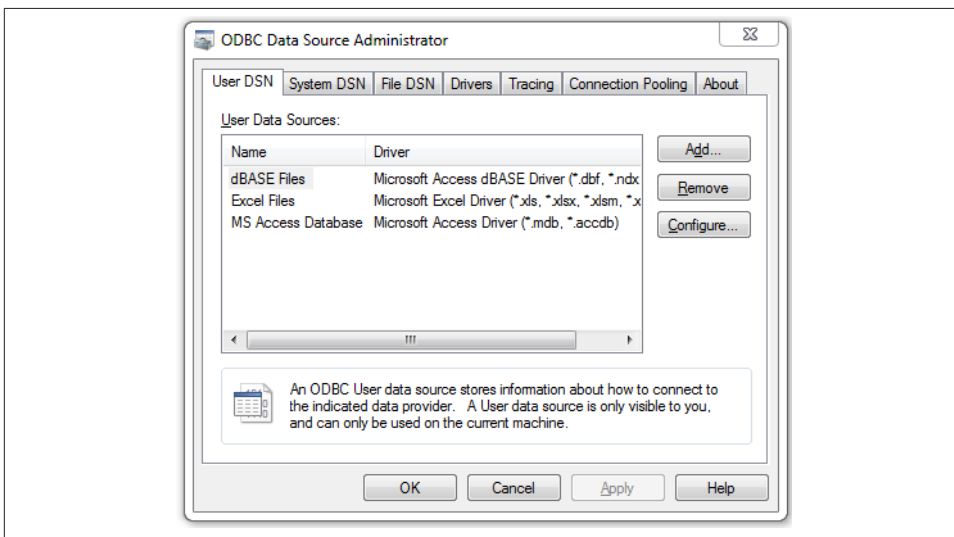 ODBC Data Source Administrator
User DSN System DSN File DSN Drivers Tracing Connection Pooling About
User Data Sources:
Name Driver
dBASE Files Microsoft Access dBASE Driver (*.dbf, *.ndx
Excel Files Microsoft Excel Driver (*.xls, *.xlsx, *.xlsm, *.x
MS Access Database Microsoft Access Driver (*.mdb, *.accdb)
Add...
Remove
Configure...
An ODBC User data source stores information about how to connect to
the indicated data provider. A User data source is only visible to you,
and can only be used on the current machine.
OK Cancel Apply Help